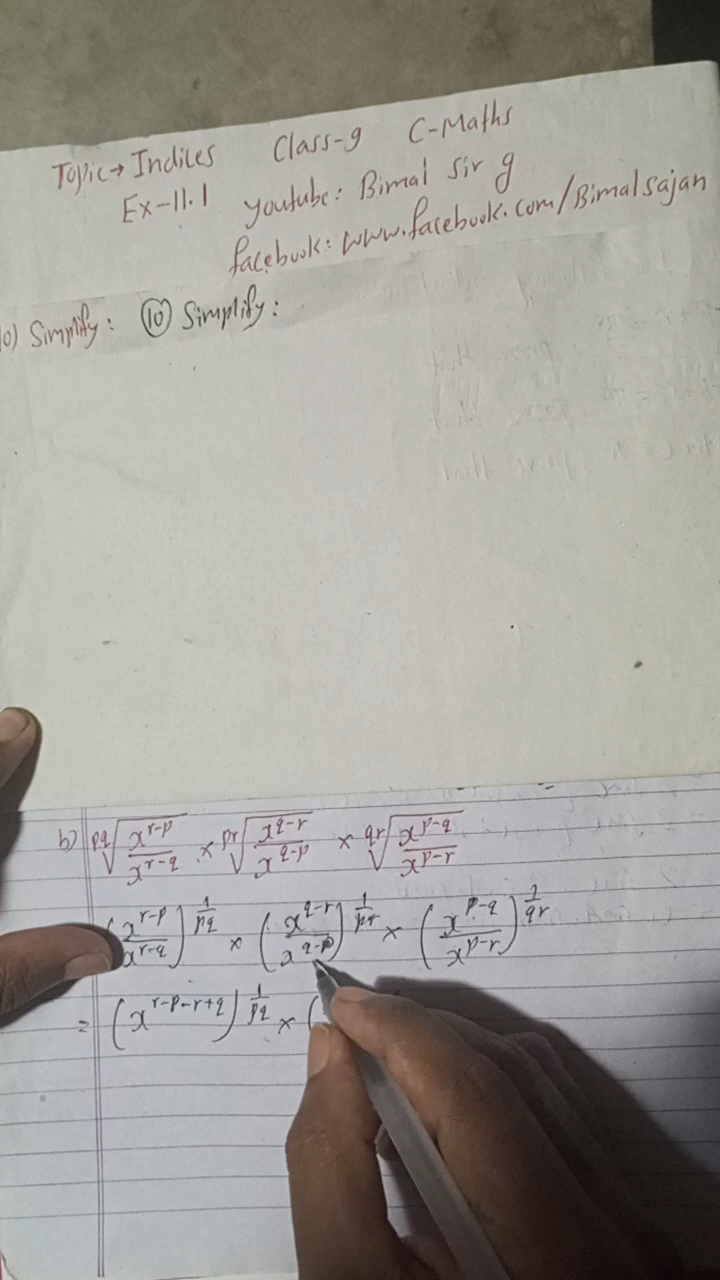 Topic → Indices Class-9 C-Maths
Ex-11.1 youtube: Bimal Sir g
facebook: www.facebook.com/Bimalsajan
10) Simplify: ⑩ Simplify:
b) ᵖ𐞥√(x^(r-p)/x^(r-q)) × ᵖʳ√(x^(q-r)/x^(q-p)) × 𐞥ʳ√(x^(p-q)/x^(p-r))
(x^(r-p)/x^(r-q))^(1/pq) × (x^(q-r)/x^(q-p))^(1/pr) × (x^(p-q)/x^(p-r))^(1/qr)
= (x^(r-p-r+q))^(1/pq) × (